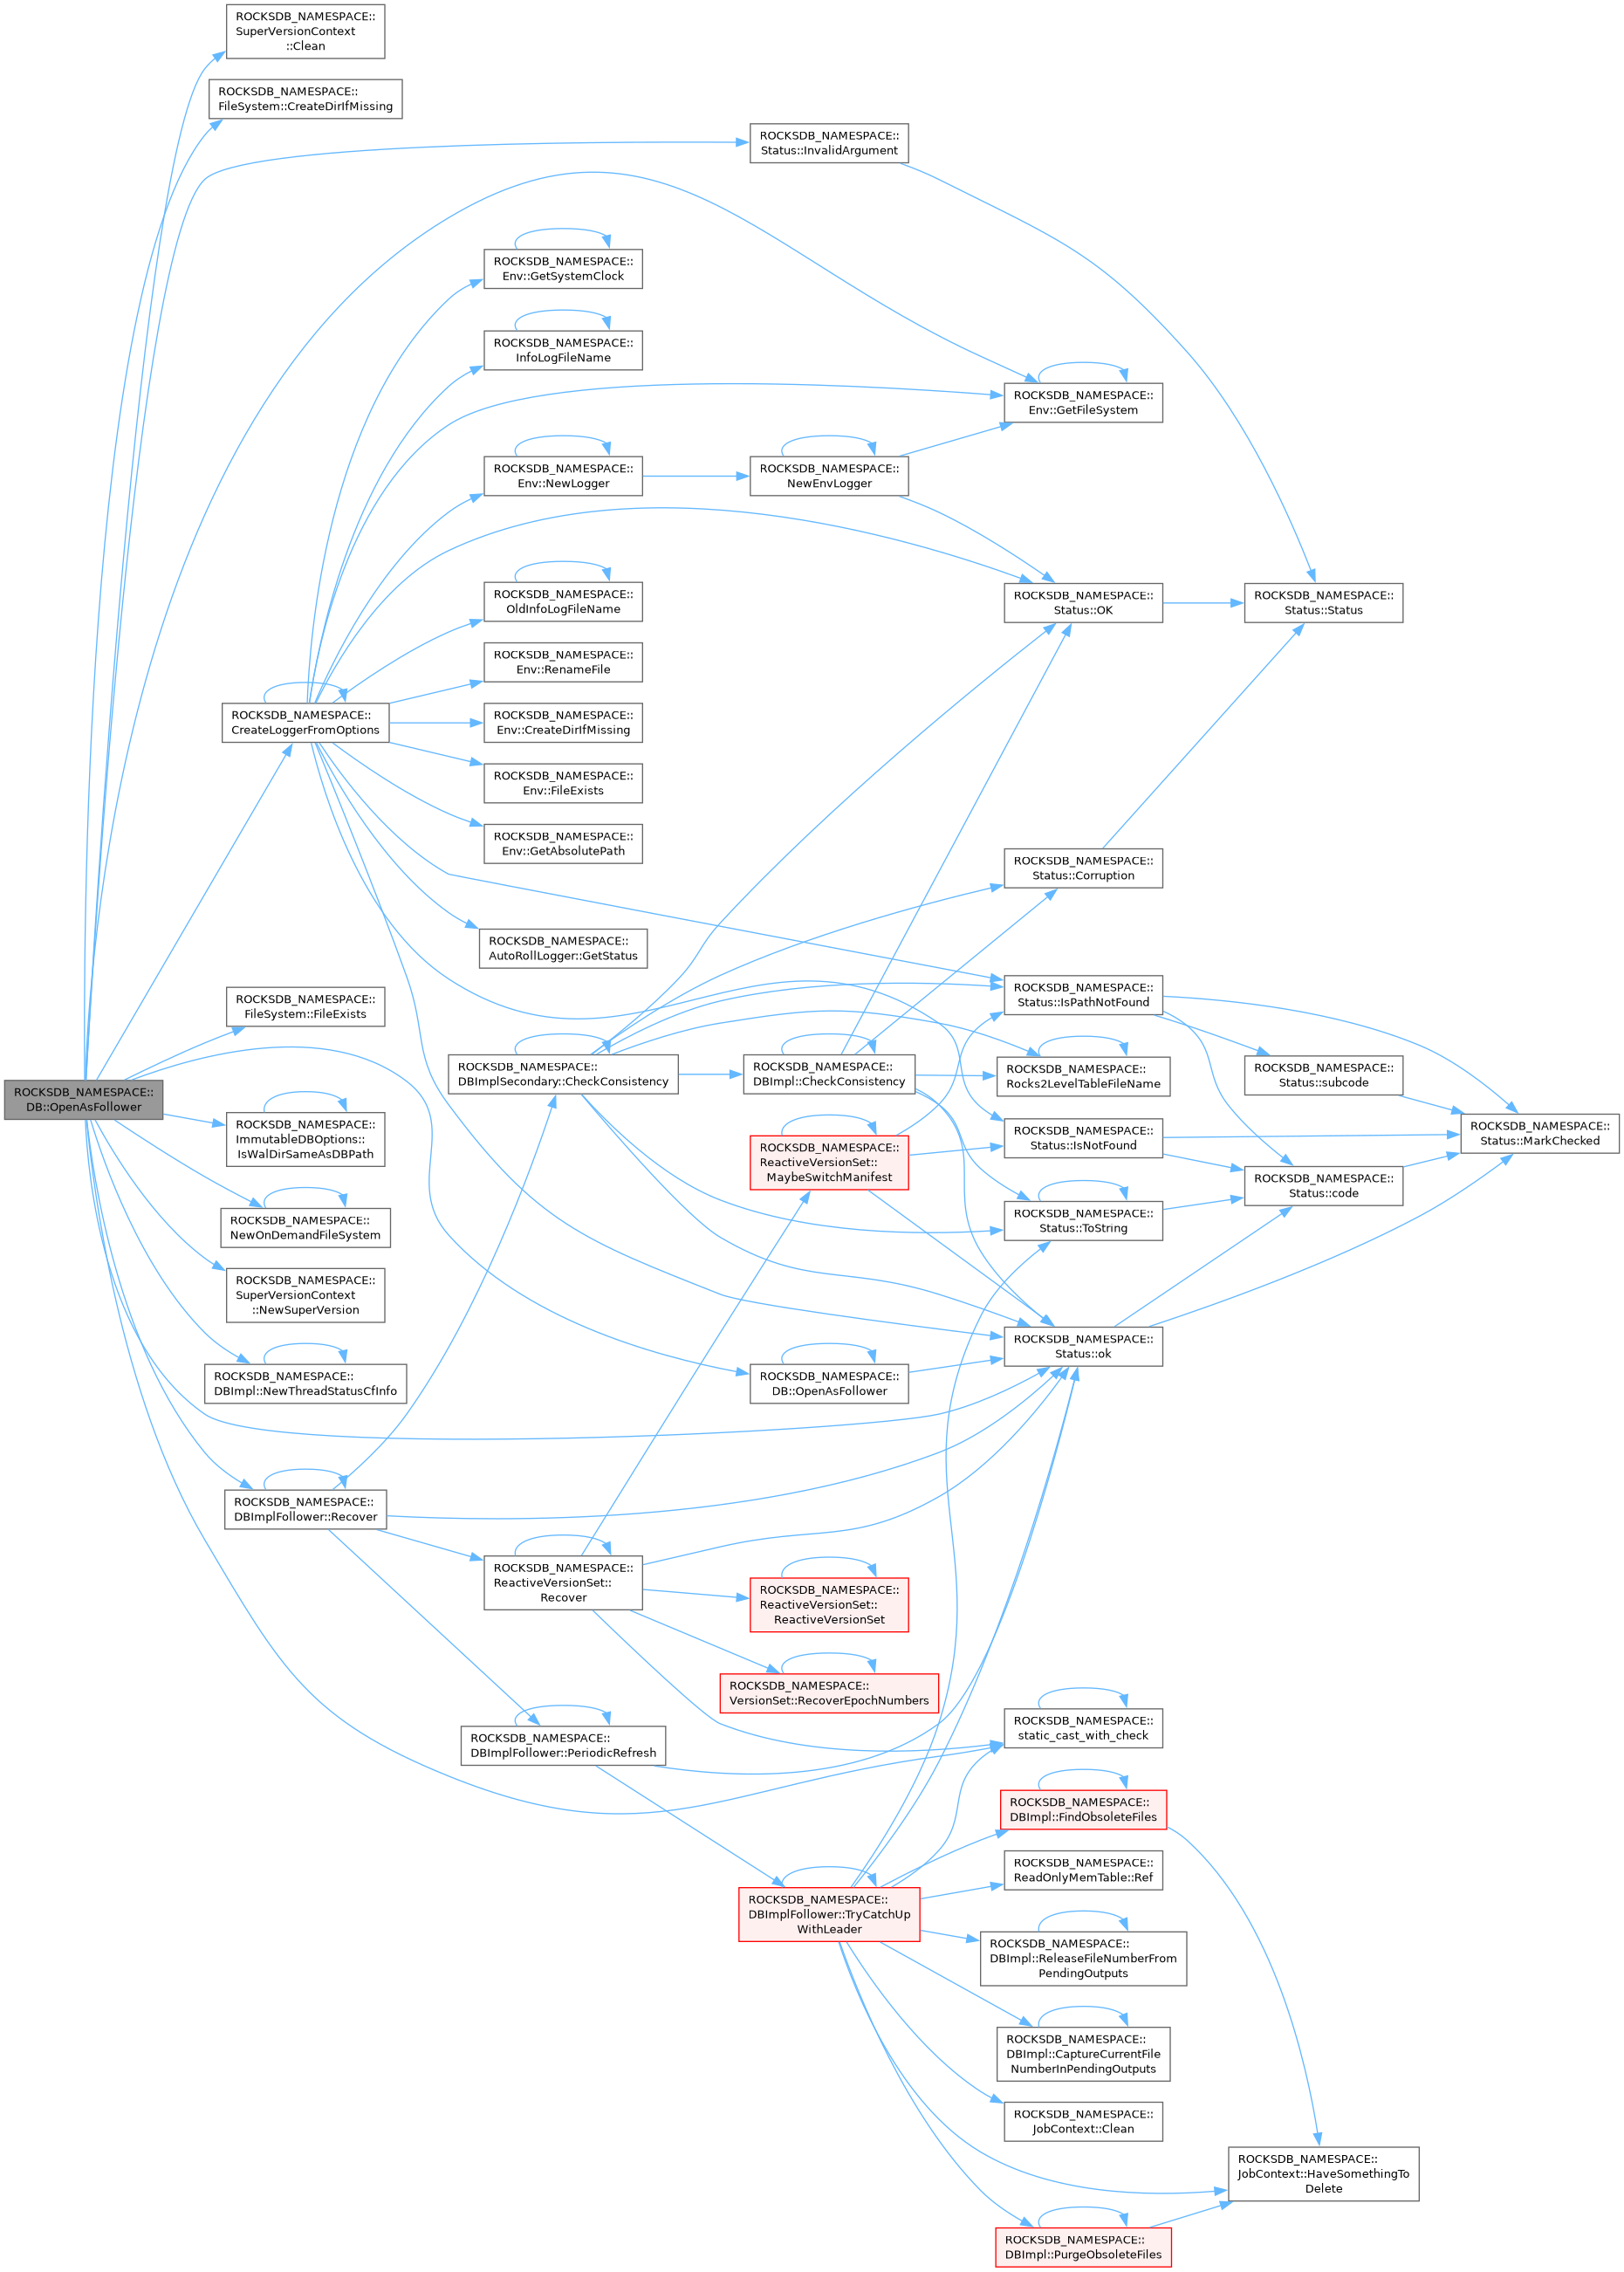 ROCKSDB_NAMESPACE::
SuperVersionContext
::Clean
ROCKSDB_NAMESPACE::
FileSystem::CreateDirIfMissing
ROCKSDB_NAMESPACE::
Status::InvalidArgument
ROCKSDB_NAMESPACE::
Env::GetSystemClock
ROCKSDB_NAMESPACE::
InfoLogFileName
ROCKSDB_NAMESPACE::
Env::GetFileSystem
ROCKSDB_NAMESPACE::
Env::NewLogger
ROCKSDB_NAMESPACE::
NewEnvLogger
ROCKSDB_NAMESPACE::
OldInfoLogFileName
ROCKSDB_NAMESPACE::
Status::OK
ROCKSDB_NAMESPACE::
Status::Status
ROCKSDB_NAMESPACE::
Env::RenameFile
ROCKSDB_NAMESPACE::
CreateLoggerFromOptions
ROCKSDB_NAMESPACE::
Env::CreateDirIfMissing
ROCKSDB_NAMESPACE::
Env::FileExists
ROCKSDB_NAMESPACE::
Env::GetAbsolutePath
ROCKSDB_NAMESPACE::
Status::Corruption
ROCKSDB_NAMESPACE::
AutoRollLogger::GetStatus
ROCKSDB_NAMESPACE::
FileSystem::FileExists
ROCKSDB_NAMESPACE::
Status::IsPathNotFound
ROCKSDB_NAMESPACE::
DB::OpenAsFollower
ROCKSDB_NAMESPACE::
DBImplSecondary::CheckConsistency
ROCKSDB_NAMESPACE::
DBImpl::CheckConsistency
ROCKSDB_NAMESPACE::
Rocks2LevelTableFileName
ROCKSDB_NAMESPACE::
Status::subcode
ROCKSDB_NAMESPACE::
ImmutableDBOptions::
IsWalDirSameAsDBPath
ROCKSDB_NAMESPACE::
ReactiveVersionSet::
MaybeSwitchManifest
ROCKSDB_NAMESPACE::
Status::IsNotFound
ROCKSDB_NAMESPACE::
Status::MarkChecked
ROCKSDB_NAMESPACE::
Status::code
ROCKSDB_NAMESPACE::
NewOnDemandFileSystem
ROCKSDB_NAMESPACE::
Status::ToString
ROCKSDB_NAMESPACE::
SuperVersionContext
::NewSuperVersion
ROCKSDB_NAMESPACE::
Status::ok
ROCKSDB_NAMESPACE::
DBImpl::NewThreadStatusCfInfo
ROCKSDB_NAMESPACE::
DB::OpenAsFollower
ROCKSDB_NAMESPACE::
DBImplFollower::Recover
ROCKSDB_NAMESPACE::
ReactiveVersionSet::
Recover
ROCKSDB_NAMESPACE::
ReactiveVersionSet::
ReactiveVersionSet
ROCKSDB_NAMESPACE::
VersionSet::RecoverEpochNumbers
ROCKSDB_NAMESPACE::
DBImplFollower::PeriodicRefresh
ROCKSDB_NAMESPACE::
static_cast_with_check
ROCKSDB_NAMESPACE::
DBImpl::FindObsoleteFiles
ROCKSDB_NAMESPACE::
ReadOnlyMemTable::Ref
ROCKSDB_NAMESPACE::
DBImplFollower::TryCatchUp
WithLeader
ROCKSDB_NAMESPACE::
DBImpl::ReleaseFileNumberFrom
PendingOutputs
ROCKSDB_NAMESPACE::
DBImpl::CaptureCurrentFile
NumberInPendingOutputs
ROCKSDB_NAMESPACE::
JobContext::Clean
ROCKSDB_NAMESPACE::
JobContext::HaveSomethingTo
Delete
ROCKSDB_NAMESPACE::
DBImpl::PurgeObsoleteFiles